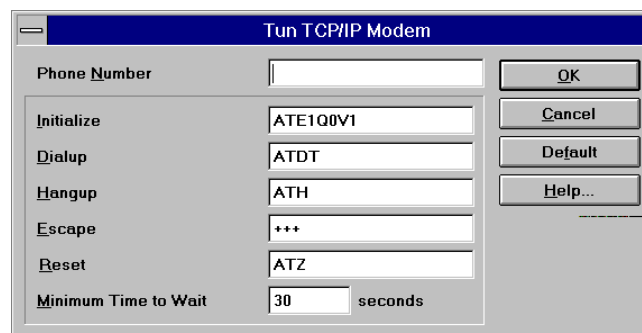 Tun TCP/IP Modem
Phone Number
OK
Initialize ATE1Q0V1
Cancel
Dialup ATDT
Default
Hangup ATH
Help...
Escape +++
Reset ATZ
Minimum Time to Wait 30 seconds